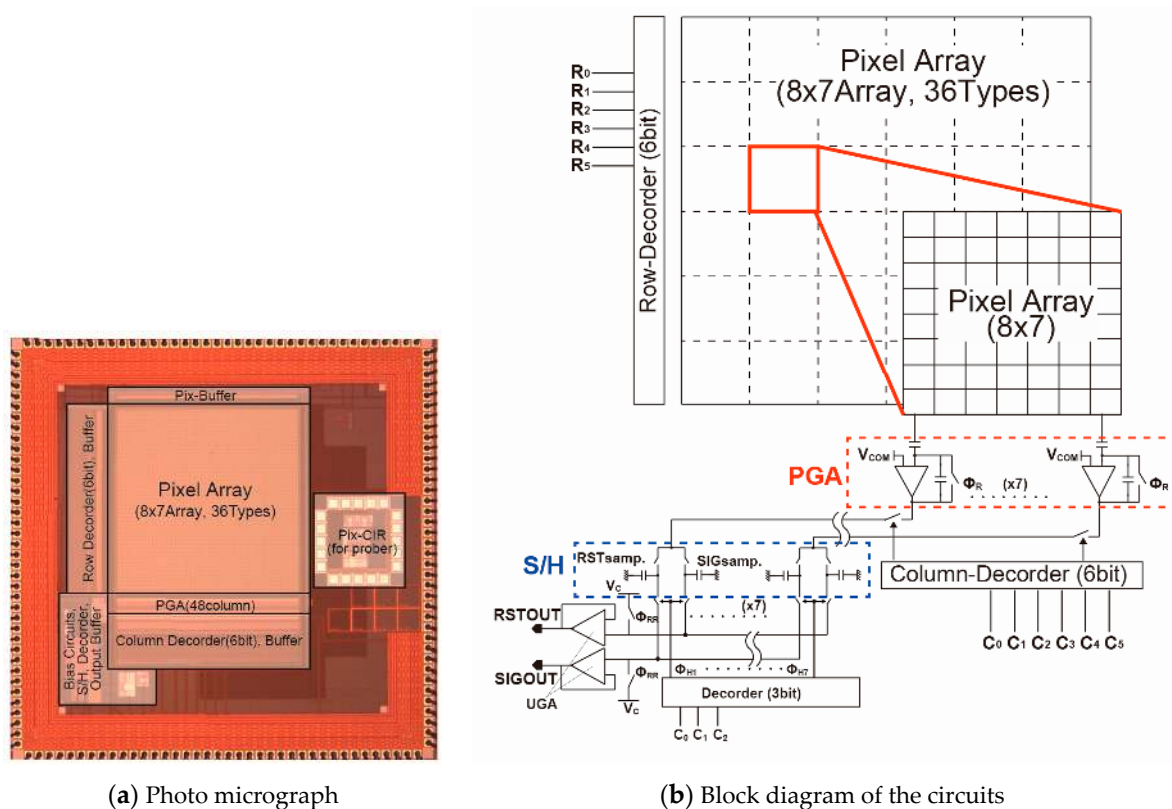 Pix-Buffer
Row Decorder(6bit), Buffer
Pixel Array
(8x7Array, 36Types)
Pix-CIR
(for prober)
PGA(48column)
Column Decorder(6bit), Buffer
Bias Circuits,
S/H, Decorder,
Output Buffer
(a) Photo micrograph
R0
R1
R2
R3
R4
R5
Row-Decorder (6bit)
Pixel Array
(8x7Array, 36Types)
Pixel Array
(8x7)
PGA
VCOM
ΦR
(x7)
VCOM
ΦR
S/H
RSTsamp.
SIGsamp.
Column-Decorder (6bit)
C0 C1 C2 C3 C4 C5
VC
RSTOUT
ΦRR
(x7)
SIGOUT
ΦRR
ΦH1
ΦH7
UGA
VC
Decorder (3bit)
C0 C1 C2
(b) Block diagram of the circuits